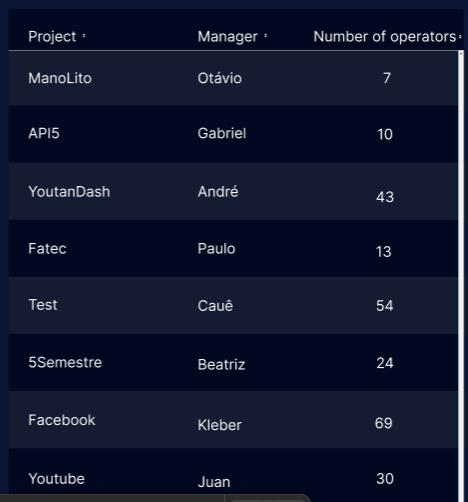 Project Manager Number of operators
ManoLito Otávio 7
API5 Gabriel 10
YoutanDash André 43
Fatec Paulo 13
Test Cauê 54
5Semestre Beatriz 24
Facebook Kleber 69
Youtube Juan 30